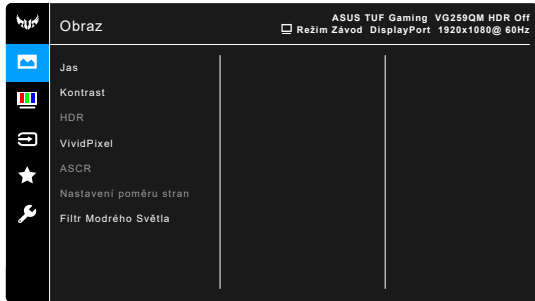 Obraz
ASUS TUF Gaming VG259QM HDR Off
Režim Závod DisplayPort 1920x1080@ 60Hz
Jas
Kontrast
HDR
VividPixel
ASCR
Nastavení poměru stran
Filtr Modrého Světla